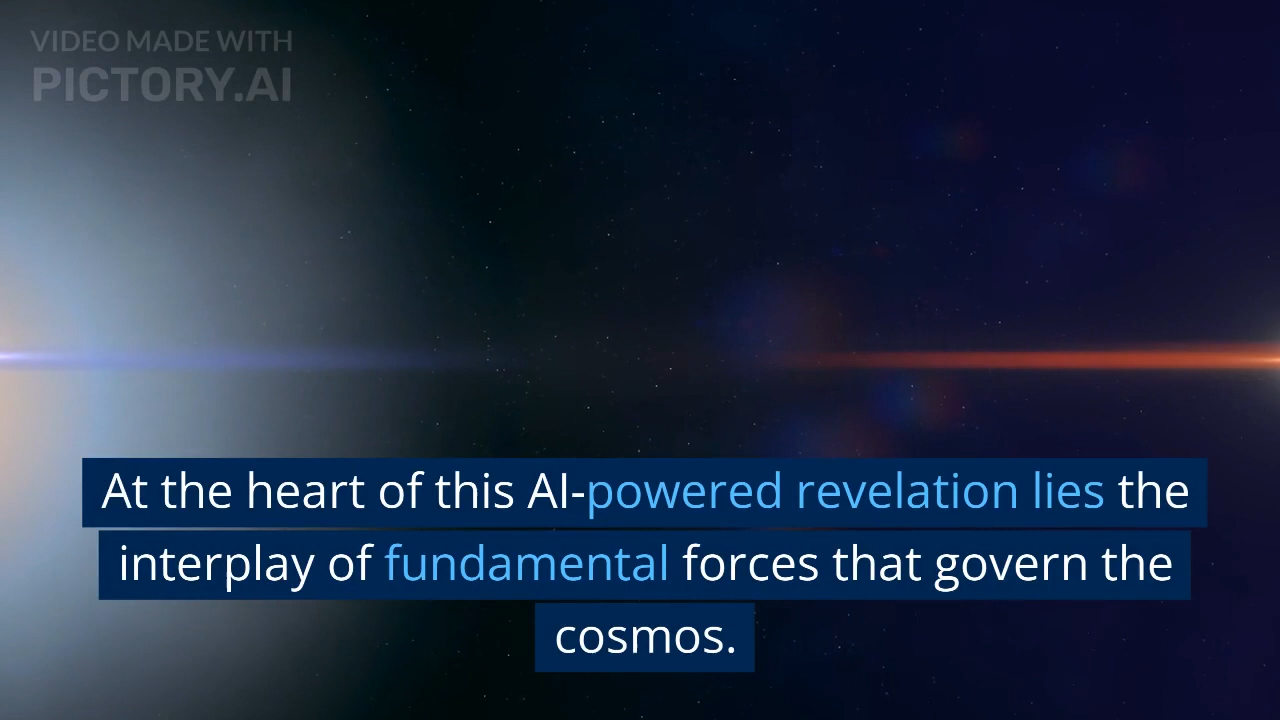 VIDEO MADE WITH
PICTORY.AI
At the heart of this AI-powered revelation lies the
interplay of fundamental forces that govern the
cosmos.